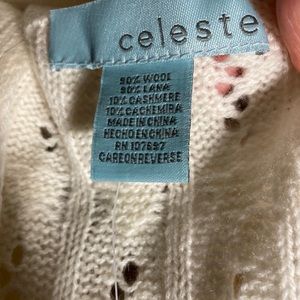 celeste
90% WOOL
90% LANA
10% CASHMERE
10% CACHEMIRA
MADE IN CHINA
HECHO EN CHINA
RN 107697
CARE ON REVERSE